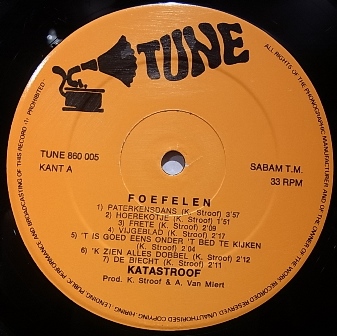 TUNE
TUNE 860 005
KANT A
SABAM T.M.
33 RPM
FOEFELEN
1) PATERKENSDANS (K. Stroof) 3'57
2) HOEREKOTJE (K. Stroof) 1'51
3) FRETE (K. Stroof) 2'09
4) VIJGEBLAD (K. Stroof) 2'17
5) 'T IS GOED EENS ONDER 'T BED TE KIJKEN
(K. Stroof) 2'04
6) 'K ZIEN ALLES DOBBEL (K. Stroof) 2'12
7) DE BIECHT (K. Stroof) 2'11
KATASTROOF
Prod. K. Stroof & A. Van Miert
ALL RIGHTS OF THE PHONOGRAPHIC MANUFACTURER AND OF THE OWNER OF THE WORK REPRODUCED RESERVED UNAUTHORISED COPYING, HIRING, LENDING, PUBLIC PERFORMANCE AND BROADCASTING OF THIS RECORD (1) PROHIBITED